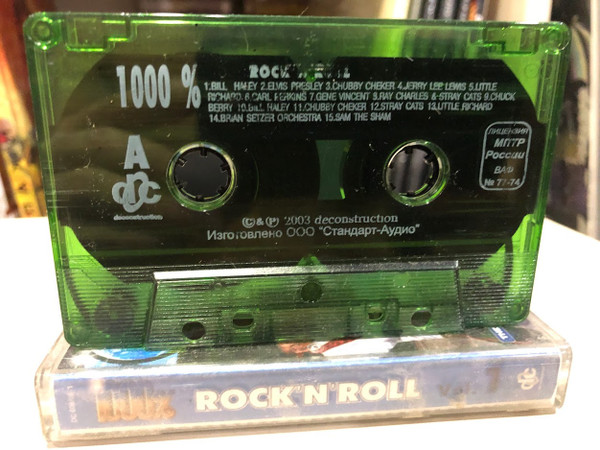 1000 %
ROCK'N'ROLL
1.BILL HALEY 2.ELVIS PRESLEY 3.CHUBBY CHEKER 4.JERRY LEE LEWIS 5.LITTLE
RICHARD 6.CARL PERKINS 7.GENE VINCENT 8.RAY CHARLES 8-STRAY CATS 9.CHUCK
BERRY 10.BILL HALEY 11.CHUBBY CHEKER 12.STRAY CATS 13.LITTLE RICHARD
14.BRIAN SETZER ORCHESTRA 15.SAM THE SHAM
A
dc
deconstruction
ЛИЦЕНЗИЯ
МПТР
России
ВАФ
№ 77-74
© & ℗ 2003 deconstruction
Изготовлено ООО "Стандарт-Аудио"
ROCK'N'ROLL